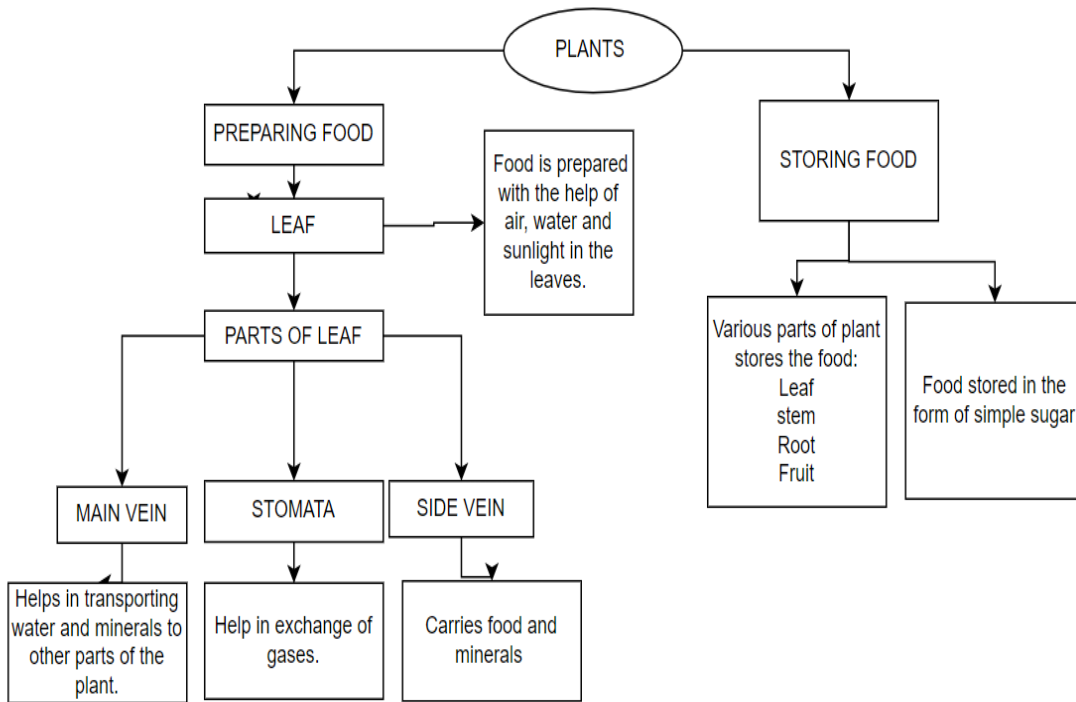 PLANTS
PREPARING FOOD
STORING FOOD
Food is prepared
with the help of
air, water and
sunlight in the
leaves.
LEAF
PARTS OF LEAF
Various parts of plant
stores the food:
Leaf
stem
Root
Fruit
Food stored in the
form of simple sugar
MAIN VEIN
STOMATA
SIDE VEIN
Helps in transporting
water and minerals to
other parts of the
plant.
Help in exchange of
gases.
Carries food and
minerals